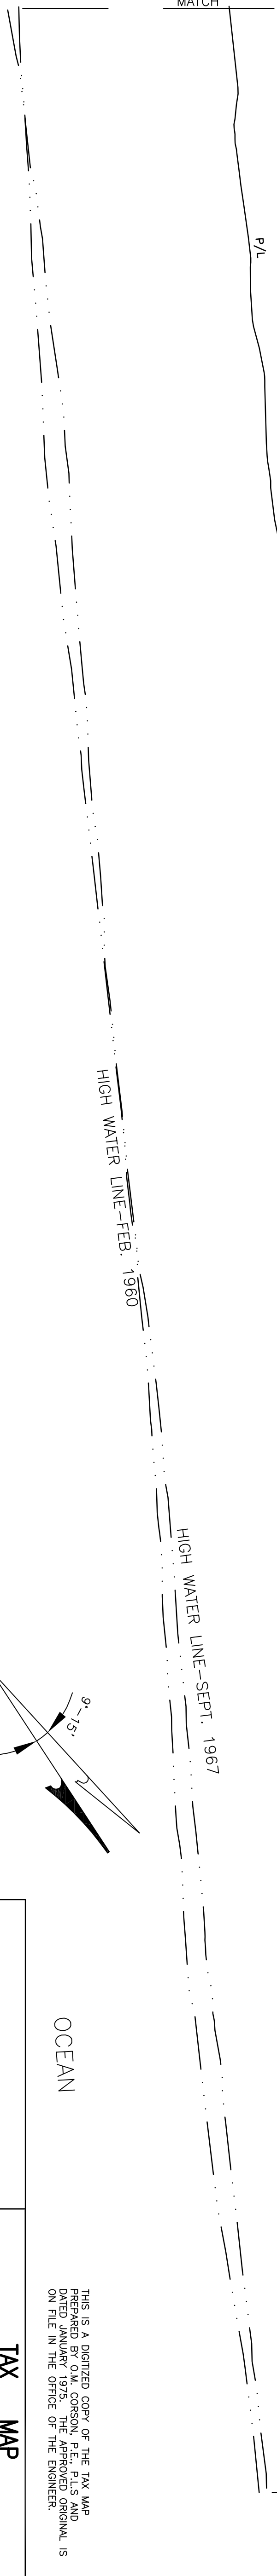 MATCH
P/L
HIGH WATER LINE-FEB. 1960
HIGH WATER LINE-SEPT. 1967
9°-15'
OCEAN
THIS IS A DIGITIZED COPY OF THE TAX MAP
PREPARED BY O.M. CORSON, P.E., P.L.S AND
DATED JANUARY 1975. THE APPROVED ORIGINAL IS
ON FILE IN THE OFFICE OF THE ENGINEER.
TAX MAP